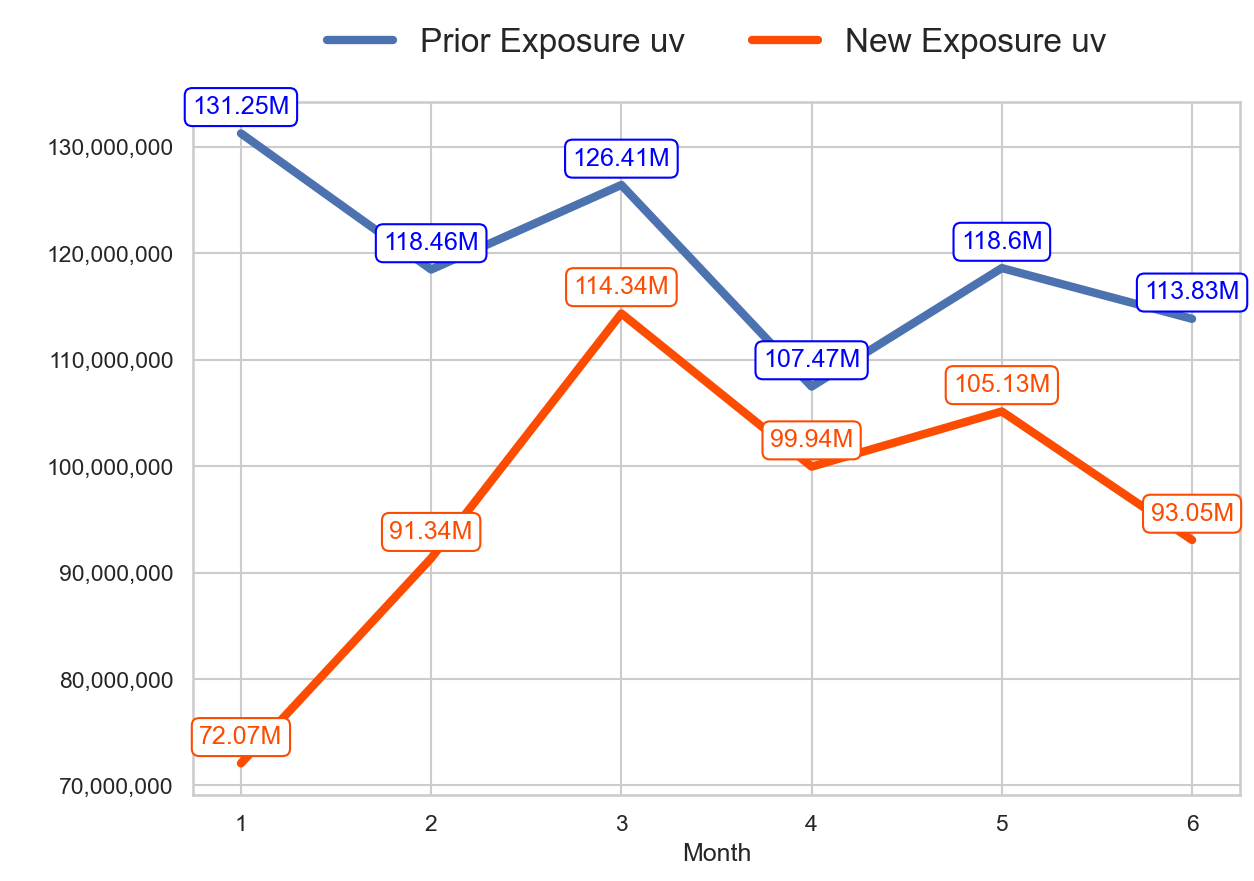 Prior Exposure uv New Exposure uv
131.25M
130,000,000
126.41M
118.46M
118.6M
120,000,000
114.34M
113.83M
110,000,000
107.47M
105.13M
99.94M
100,000,000
93.05M
91.34M
90,000,000
80,000,000
72.07M
70,000,000
1 2 3 4 5 6
Month